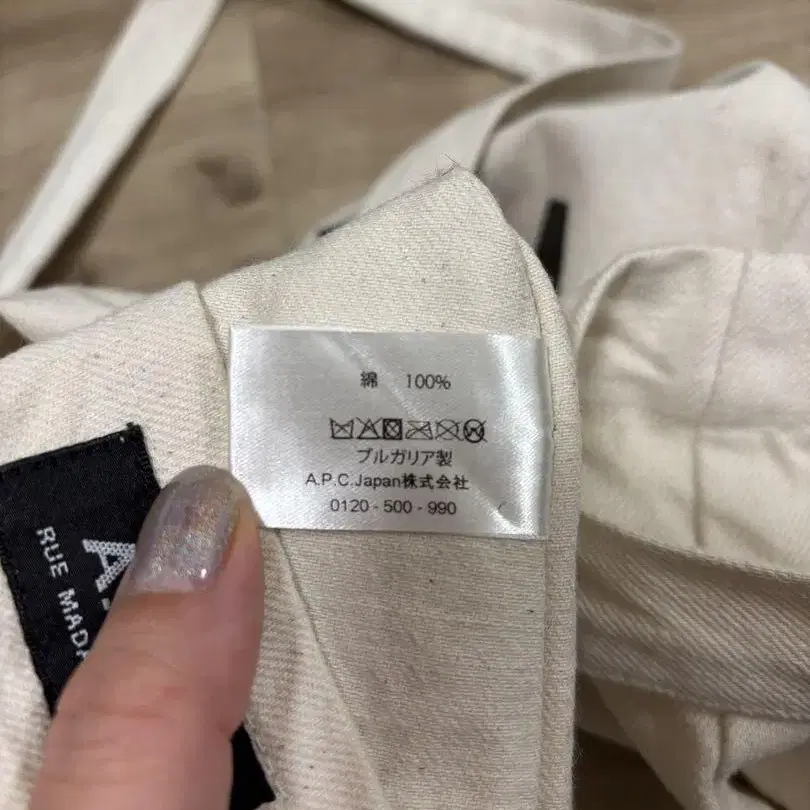 綿 100%
ブルガリア製
A.P.C.Japan株式会社
0120 - 500 - 990
A.
RUE MADA